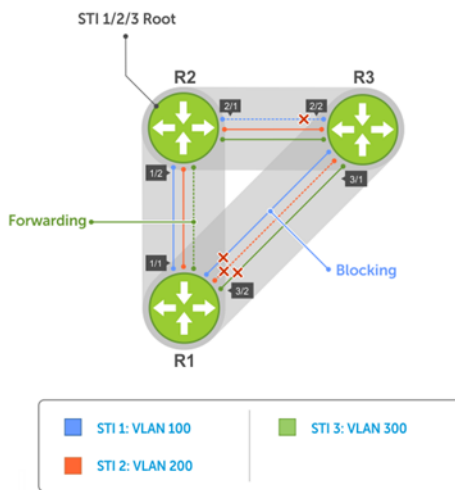 STI 1/2/3 Root
R2
R3
2/1
2/2
1/2
3/1
Forwarding
1/1
Blocking
3/2
R1
STI 1: VLAN 100
STI 3: VLAN 300
STI 2: VLAN 200